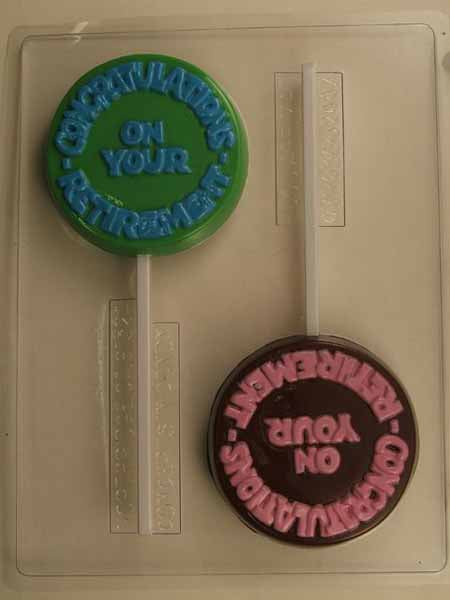 CONGRATULATIONS
ON
YOUR
- RETIREMENT -
CONGRATULATIONS
ON
YOUR
- RETIREMENT -